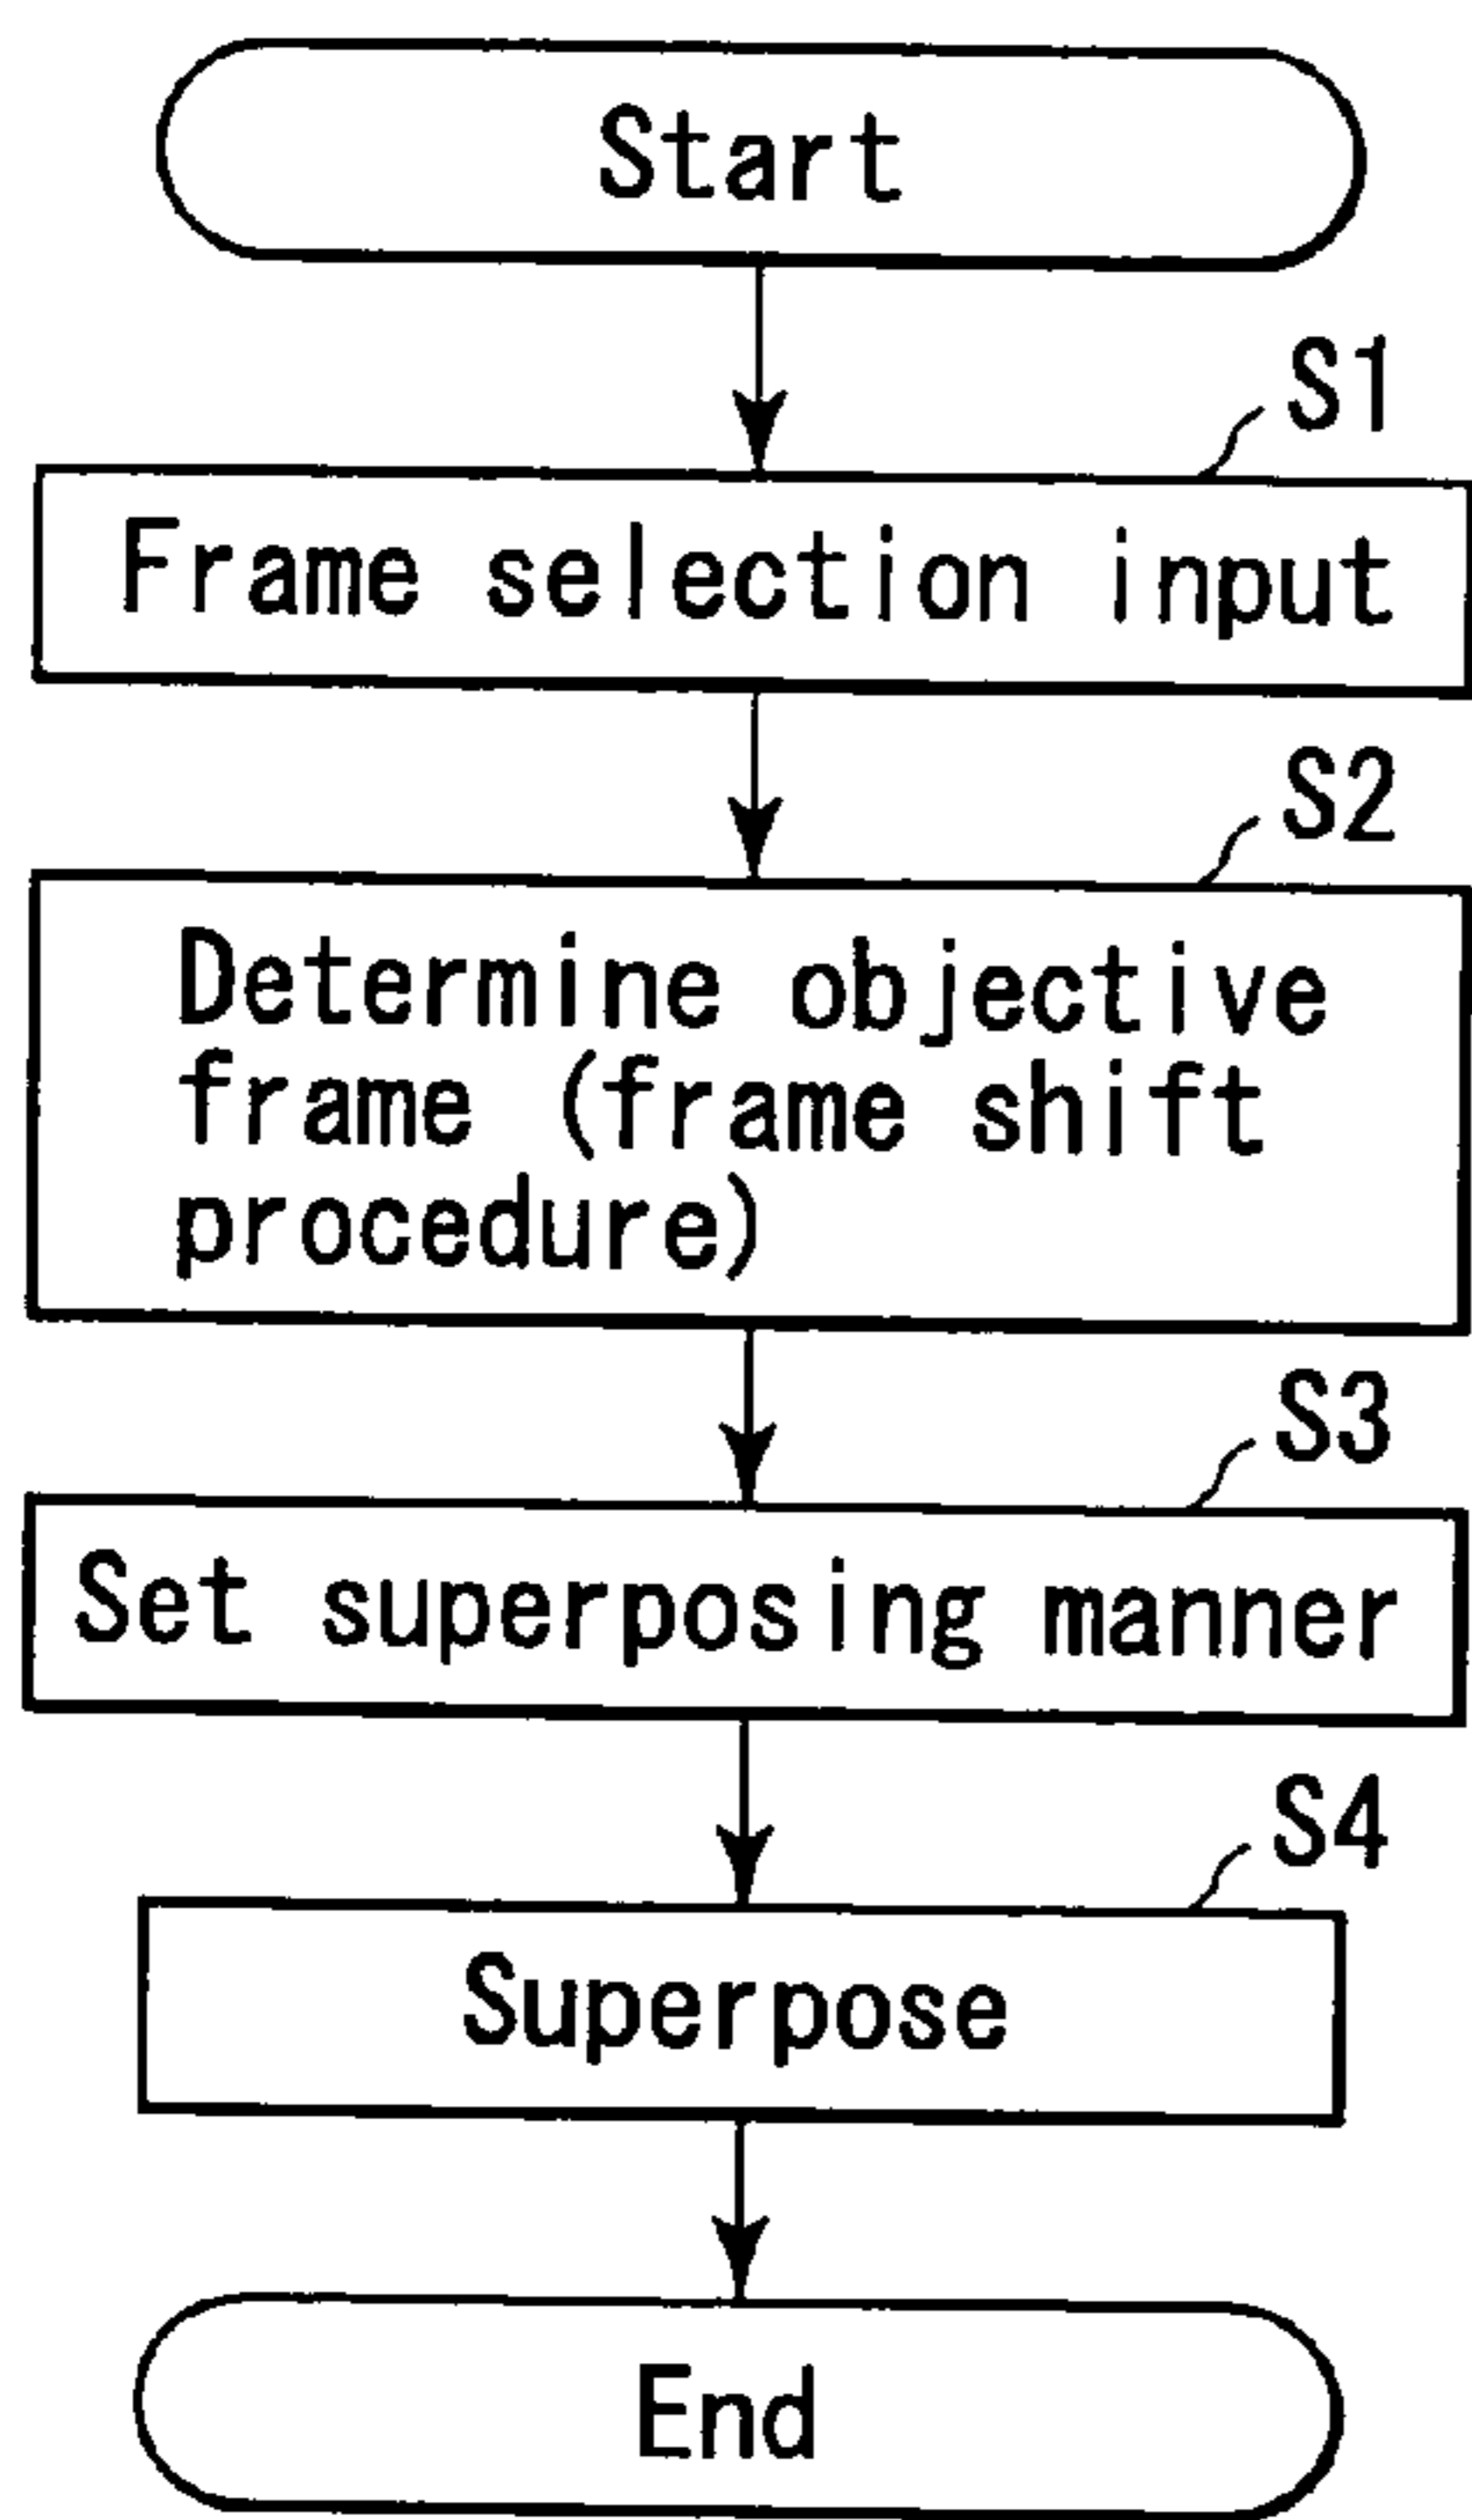 Start
S1
Frame selection input
S2
Determine objective
frame (frame shift
procedure)
S3
Set superposing manner
S4
Superpose
End